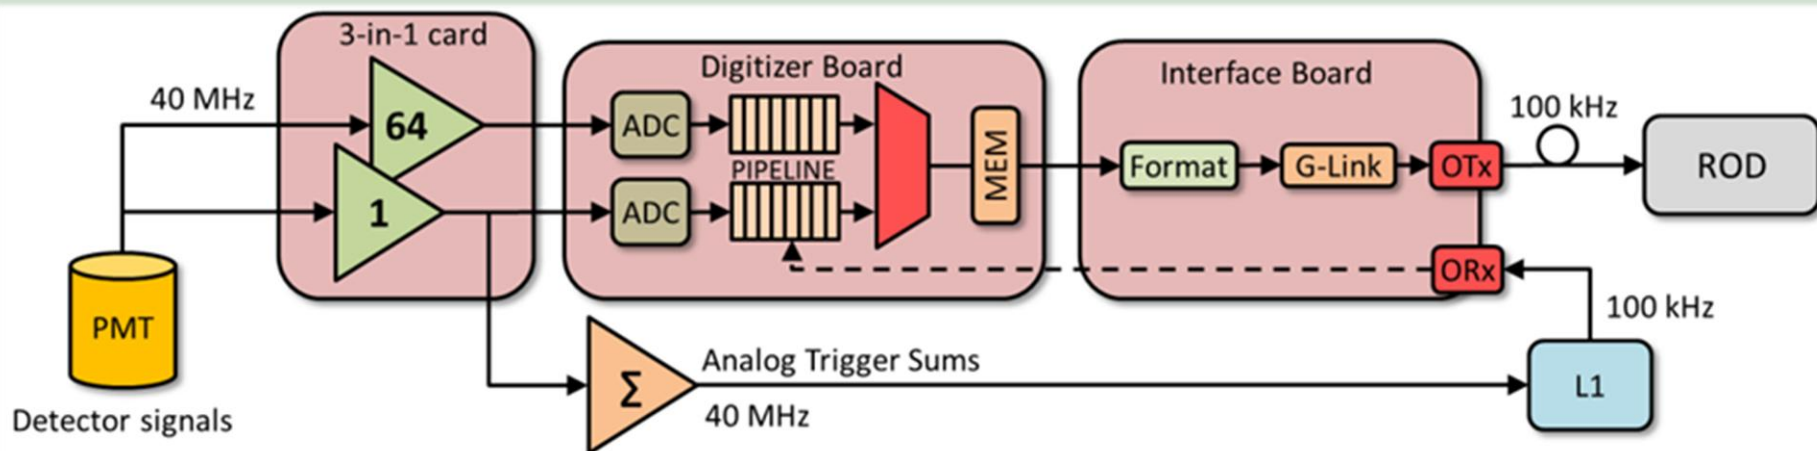 3-in-1 card
Digitizer Board
Interface Board
40 MHz
100 kHz
64
ADC
PIPELINE
MEM
Format
G-Link
OTx
ROD
1
ADC
ORx
100 kHz
PMT
Analog Trigger Sums
Σ
L1
40 MHz
Detector signals